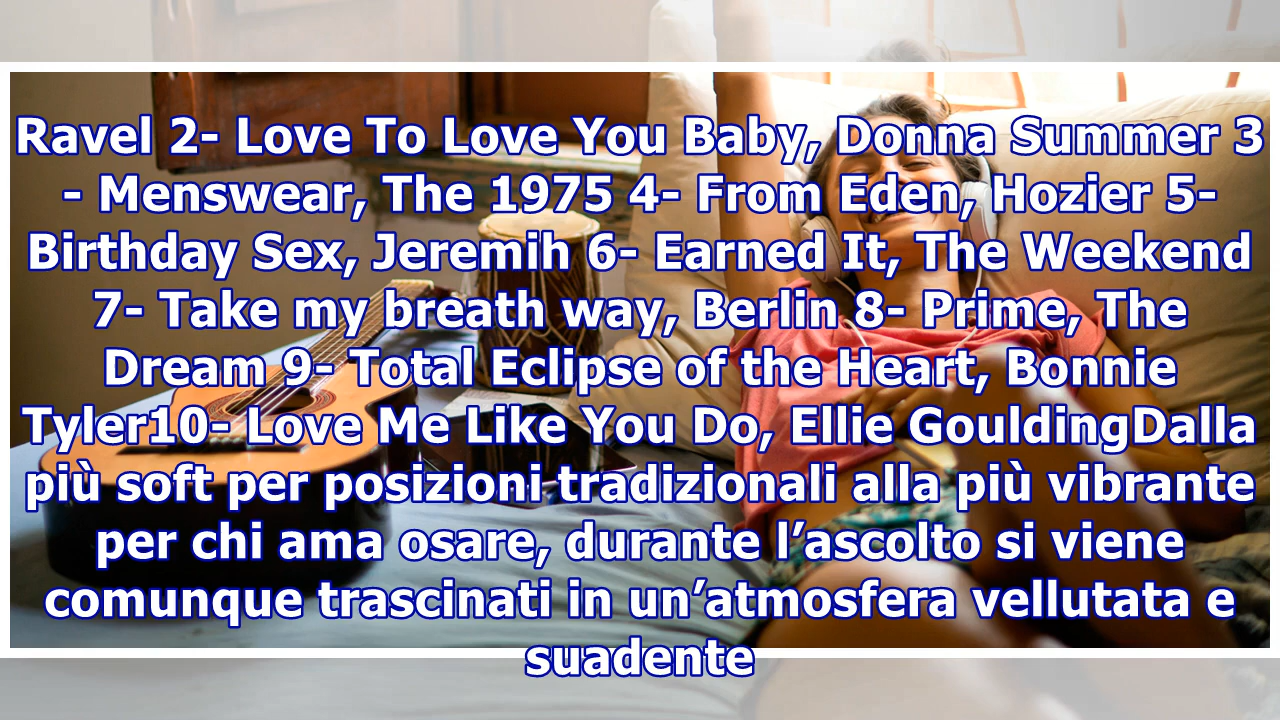 Ravel 2- Love To Love You Baby, Donna Summer 3
- Menswear, The 1975 4- From Eden, Hozier 5-
Birthday Sex, Jeremih 6- Earned It, The Weekend
7- Take my breath way, Berlin 8- Prime, The
Dream 9- Total Eclipse of the Heart, Bonnie
Tyler10- Love Me Like You Do, Ellie GouldingDalla
più soft per posizioni tradizionali alla più vibrante
per chi ama osare, durante l’ascolto si viene
comunque trascinati in un’atmosfera vellutata e
suadente